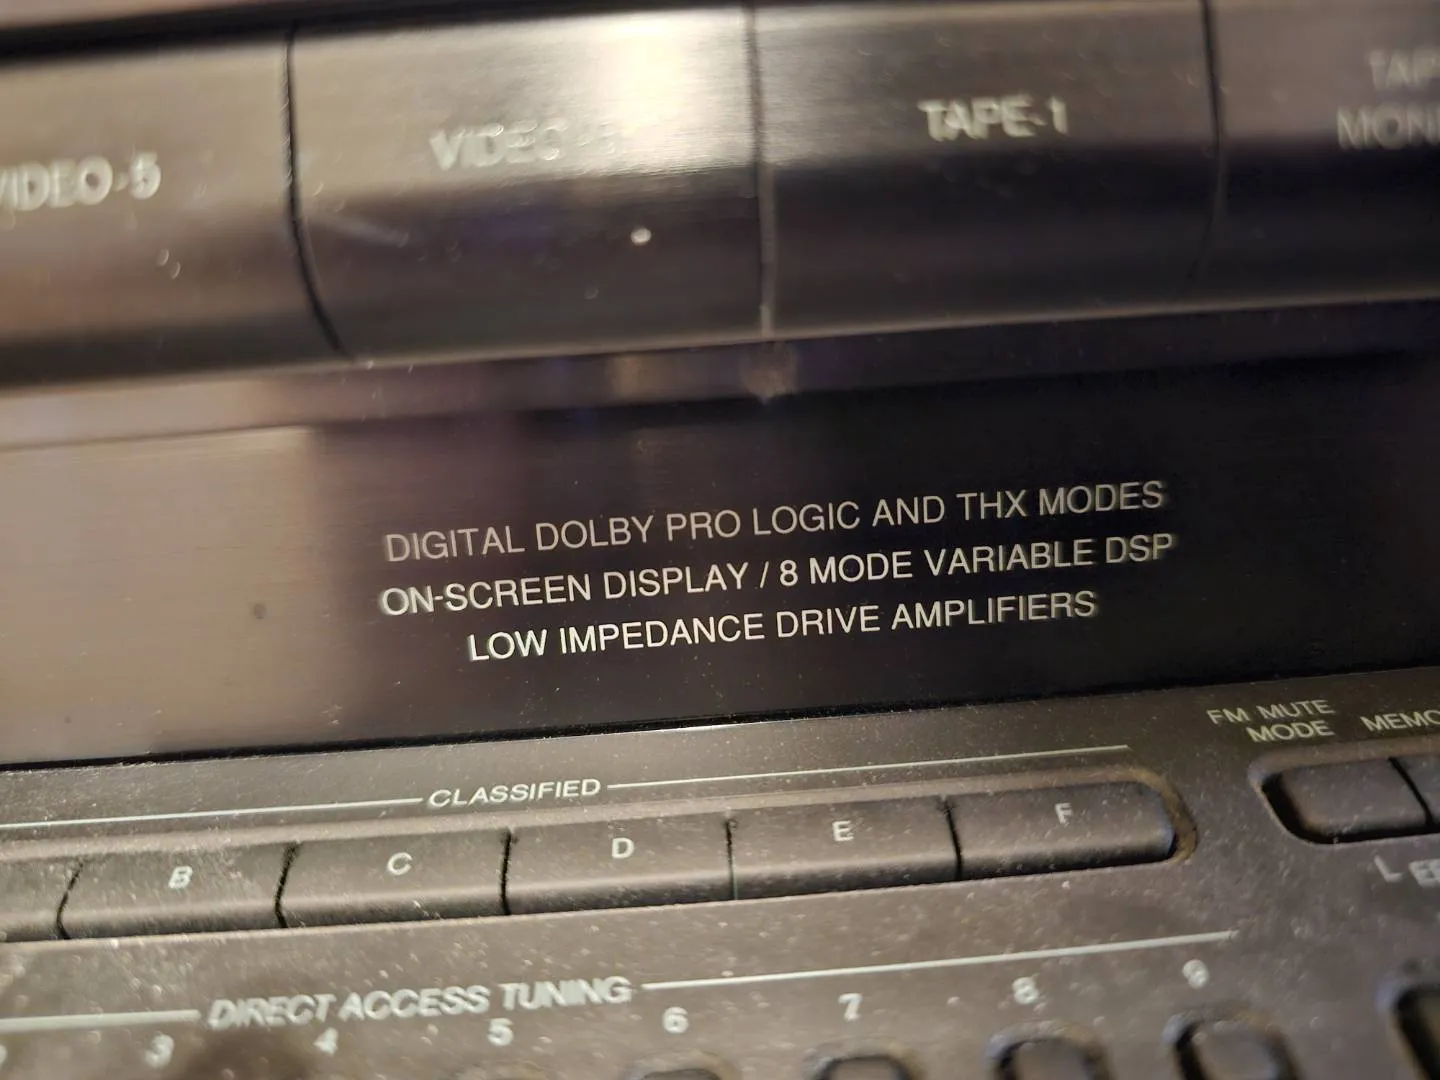 VIDEO-5
VIDEO
TAPE-1
DIGITAL DOLBY PRO LOGIC AND THX MODES
ON-SCREEN DISPLAY / 8 MODE VARIABLE DSP
LOW IMPEDANCE DRIVE AMPLIFIERS
FM MUTE
MODE
CLASSIFIED
B C D E F
DIRECT ACCESS TUNING
3 4 5 6 7 8 9